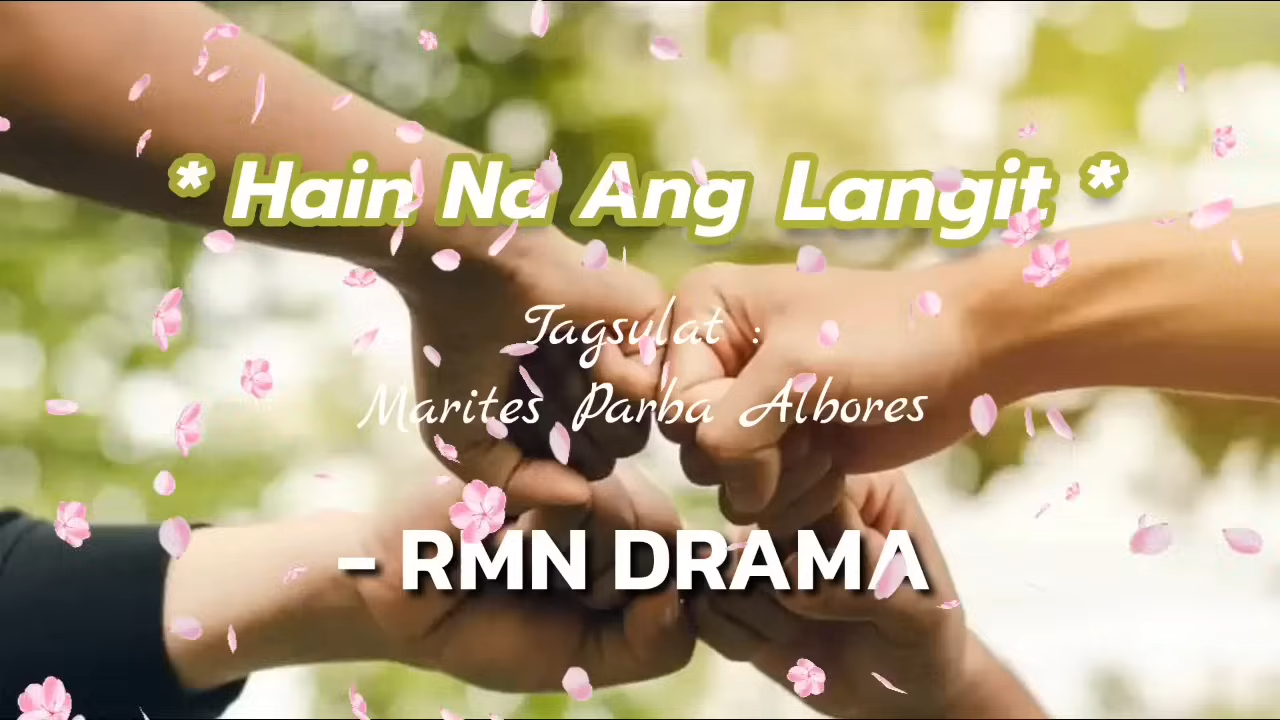 * Hain Na Ang Langit *
Tagsulat :
Marites Parba Albores
- RMN DRAMA